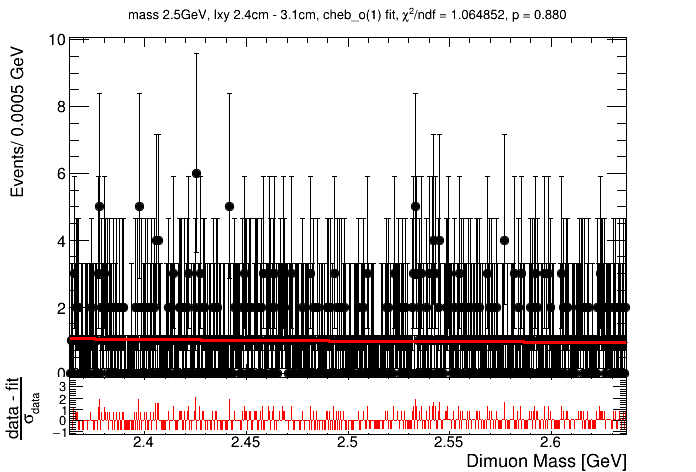 mass 2.5GeV, lxy 2.4cm - 3.1cm, cheb_o(1) fit, χ²/ndf = 1.064852, p = 0.880
Events/ 0.0005 GeV
10
8
6
4
2
0
data - fit
σdata
3
2
1
0
−1
2.4 2.45 2.5 2.55 2.6
Dimuon Mass [GeV]